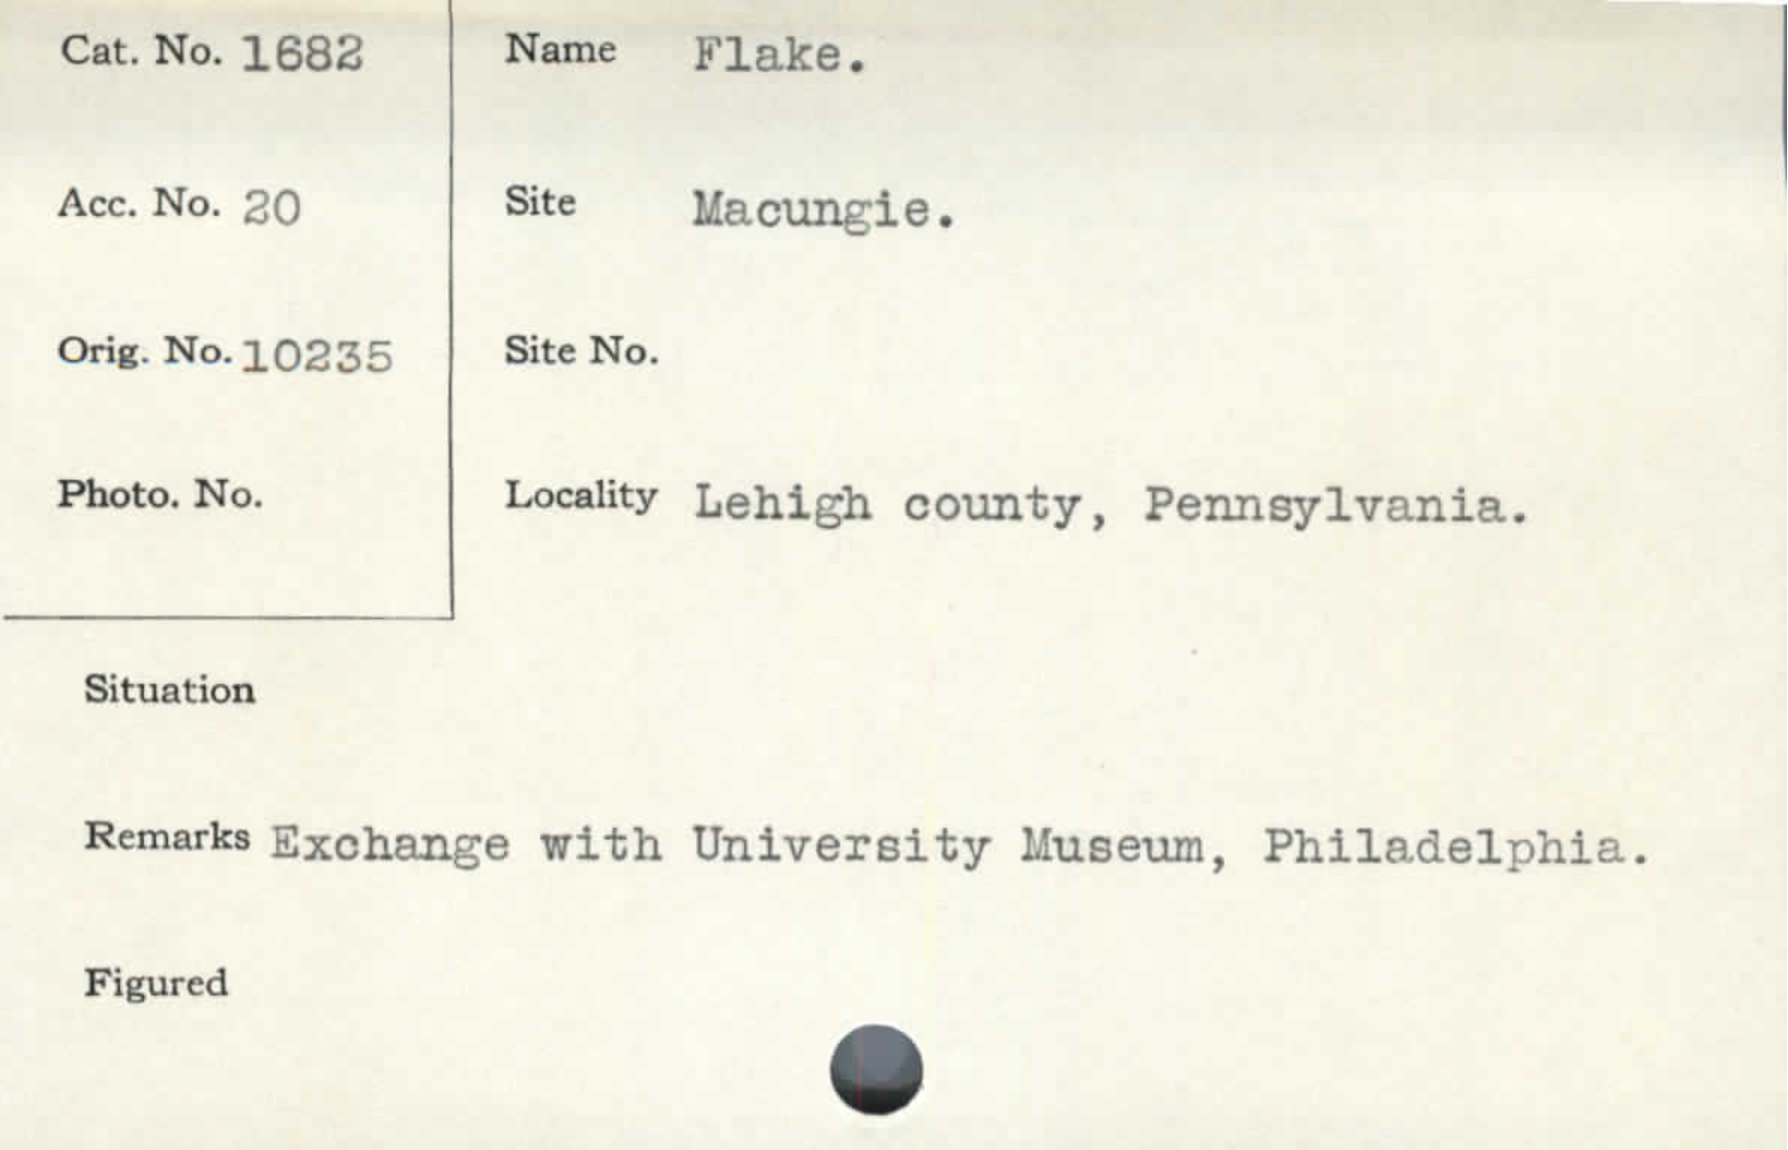 Cat. No. 1682
Name Flake.
Acc. No. 20
Site Macungie.
Orig. No. 10235
Site No.
Photo. No.
Locality Lehigh county, Pennsylvania.
Situation
Remarks Exchange with University Museum, Philadelphia.
Figured